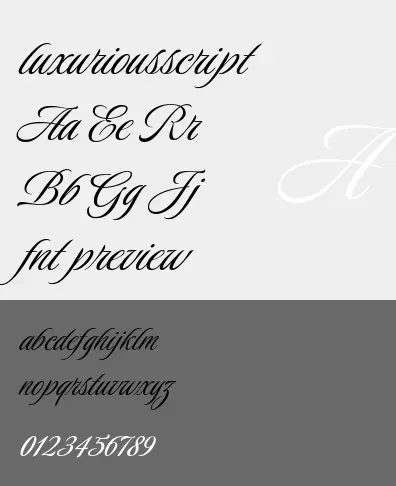 luxuriousscript
Aa Ee Rr
A
Bb Gg Jj
fnt preview
abcdefghijklm
nopqrstuvwxyz
0123456789